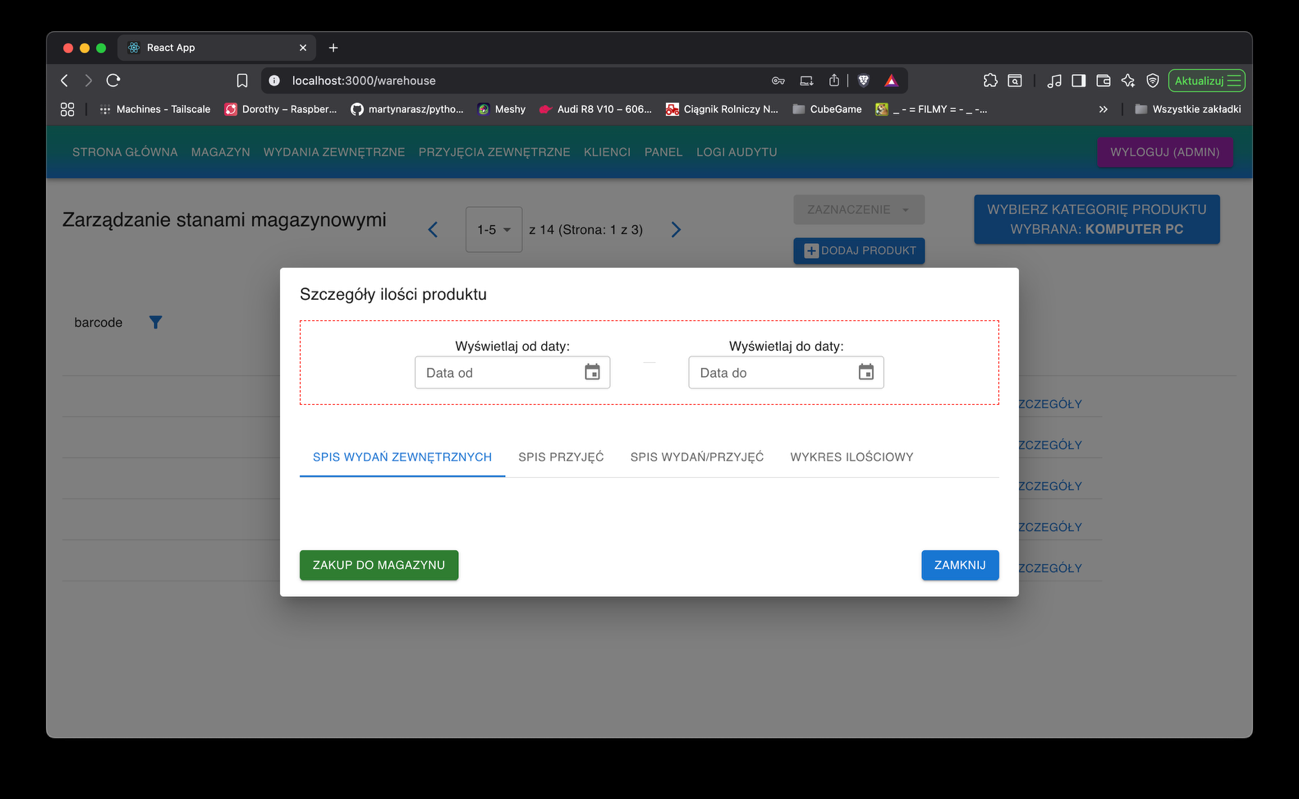 React App
localhost:3000/warehouse
Aktualizuj
Machines - Tailscale
Dorothy – Raspber...
martynarasz/pytho...
Meshy
Audi R8 V10 – 606...
Ciągnik Rolniczy N...
CubeGame
_ - = FILMY = - _ -...
Wszystkie zakładki
STRONA GŁÓWNA MAGAZYN WYDANIA ZEWNĘTRZNE PRZYJĘCIA ZEWNĘTRZNE KLIENCI PANEL LOGI AUDYTU
WYLOGUJ (ADMIN)
Zarządzanie stanami magazynowymi
1-5
z 14 (Strona: 1 z 3)
ZAZNACZENIE
DODAJ PRODUKT
WYBIERZ KATEGORIĘ PRODUKTU
WYBRANA: KOMPUTER PC
barcode
Szczegóły ilości produktu
Wyświetlaj od daty:
Data od
Wyświetlaj do daty:
Data do
SPIS WYDAŃ ZEWNĘTRZNYCH
SPIS PRZYJĘĆ
SPIS WYDAŃ/PRZYJĘĆ
WYKRES ILOŚCIOWY
ZAKUP DO MAGAZYNU
ZAMKNIJ
ZCZEGÓŁY
ZCZEGÓŁY
ZCZEGÓŁY
ZCZEGÓŁY
ZCZEGÓŁY